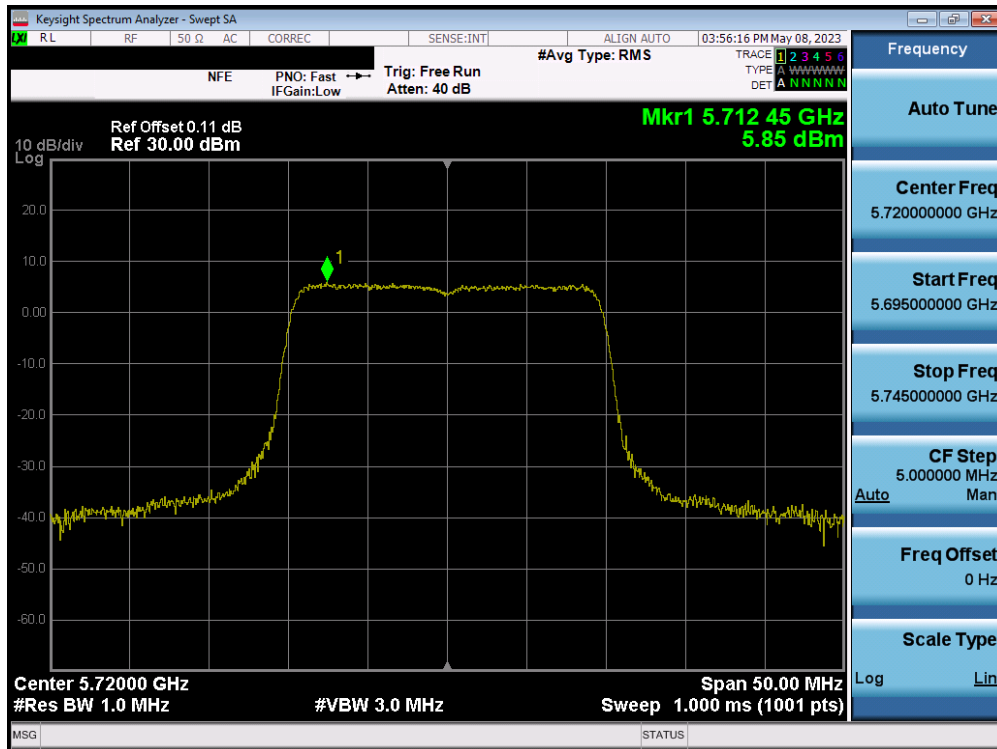 Keysight Spectrum Analyzer - Swept SA
LXI RL RF 50 Ω AC CORREC SENSE:INT ALIGN AUTO 03:56:16 PM May 08, 2023
Frequency
#Avg Type: RMS
TRACE 1 2 3 4 5 6
TYPE A WWWWW
DET A N N N N N
NFE
PNO: Fast
IFGain:Low
Trig: Free Run
Atten: 40 dB
Mkr1 5.712 45 GHz
5.85 dBm
Ref Offset 0.11 dB
10 dB/div Ref 30.00 dBm
Log
20.0
10.0
0.00
-10.0
-20.0
-30.0
-40.0
-50.0
-60.0
1
Center 5.72000 GHz
Span 50.00 MHz
#Res BW 1.0 MHz
#VBW 3.0 MHz
Sweep 1.000 ms (1001 pts)
MSG
STATUS
Auto Tune
Center Freq
5.720000000 GHz
Start Freq
5.695000000 GHz
Stop Freq
5.745000000 GHz
CF Step
5.000000 MHz
Auto Man
Freq Offset
0 Hz
Scale Type
Log Lin